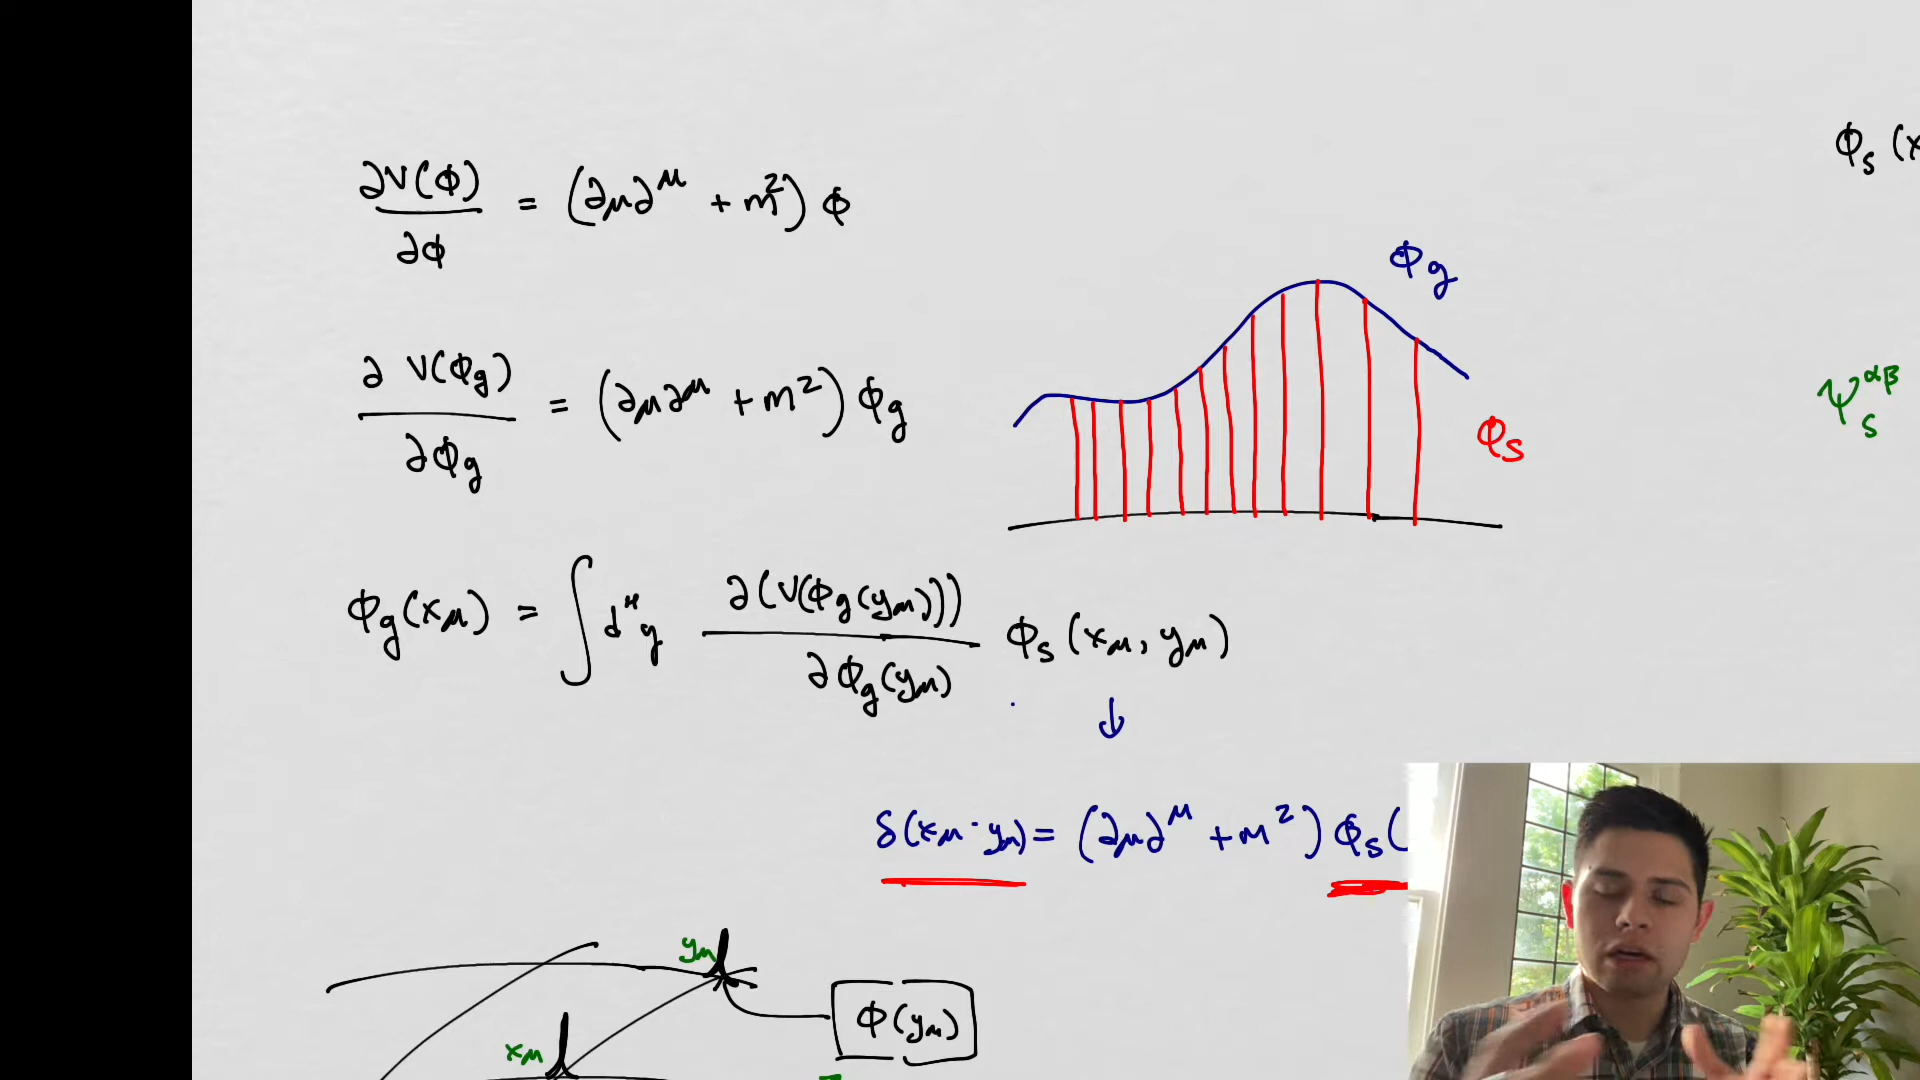 ∂V(ϕ)/∂ϕ = (∂μ∂^μ + m²) ϕ
ϕg
∂ V(ϕg)/∂ϕg = (∂μ∂^μ + m²) ϕg
ϕs
ϕs (x
ψs^αβ
ϕg(xμ) = ∫ d⁴y ∂(V(ϕg(yμ)))/∂ϕg(yμ) ϕs (xμ, yμ)
↓
δ(xμ - yμ) = (∂μ∂^μ + m²) ϕs (
yμ
ϕ(yμ)
xμ